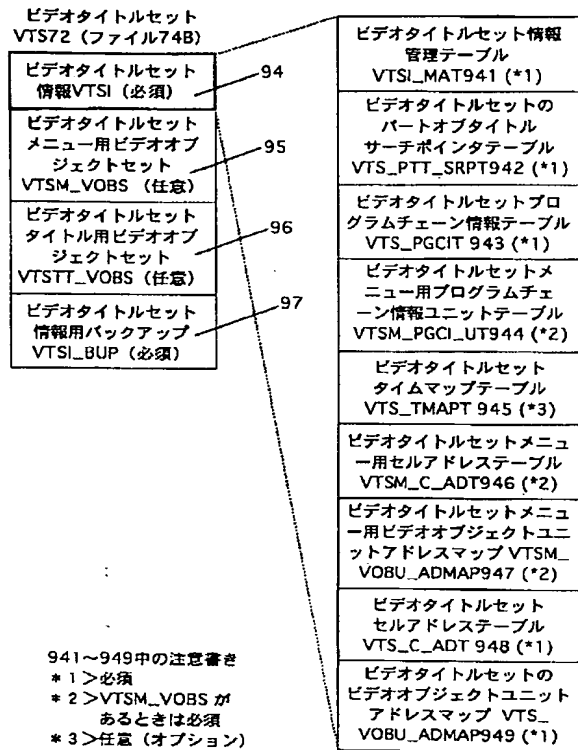 ビデオタイトルセット
VTS72（ファイル74B）
ビデオタイトルセット
情報VTSI（必須）
94
ビデオタイトルセット
メニュー用ビデオオブ
ジェクトセット
VTSM_VOBS（任意）
95
ビデオタイトルセット
タイトル用ビデオオブ
ジェクトセット
VTSTT_VOBS（任意）
96
ビデオタイトルセット
情報用バックアップ
VTSI_BUP（必須）
97
ビデオタイトルセット情報
管理テーブル
VTSI_MAT941 (*1)
ビデオタイトルセットの
パートオブタイトル
サーチポインタテーブル
VTS_PTT_SRPT942 (*1)
ビデオタイトルセットプロ
グラムチェーン情報テーブル
VTS_PGCIT 943 (*1)
ビデオタイトルセットメ
ニュー用プログラムチェ
ーン情報ユニットテーブル
VTSM_PGCI_UT944 (*2)
ビデオタイトルセット
タイムマップテーブル
VTS_TMAPT 945 (*3)
ビデオタイトルセットメニュ
ー用セルアドレステーブル
VTSM_C_ADT946 (*2)
ビデオタイトルセットメニュ
ー用ビデオオブジェクトユニ
ットアドレスマップ VTSM_
VOBU_ADMAP947 (*2)
ビデオタイトルセット
セルアドレステーブル
VTS_C_ADT 948 (*1)
ビデオタイトルセットの
ビデオオブジェクトユニット
アドレスマップ VTS_
VOBU_ADMAP949 (*1)
941～949中の注意書き
＊1＞必須
＊2＞VTSM_VOBS が
あるときは必須
＊3＞任意（オプション）